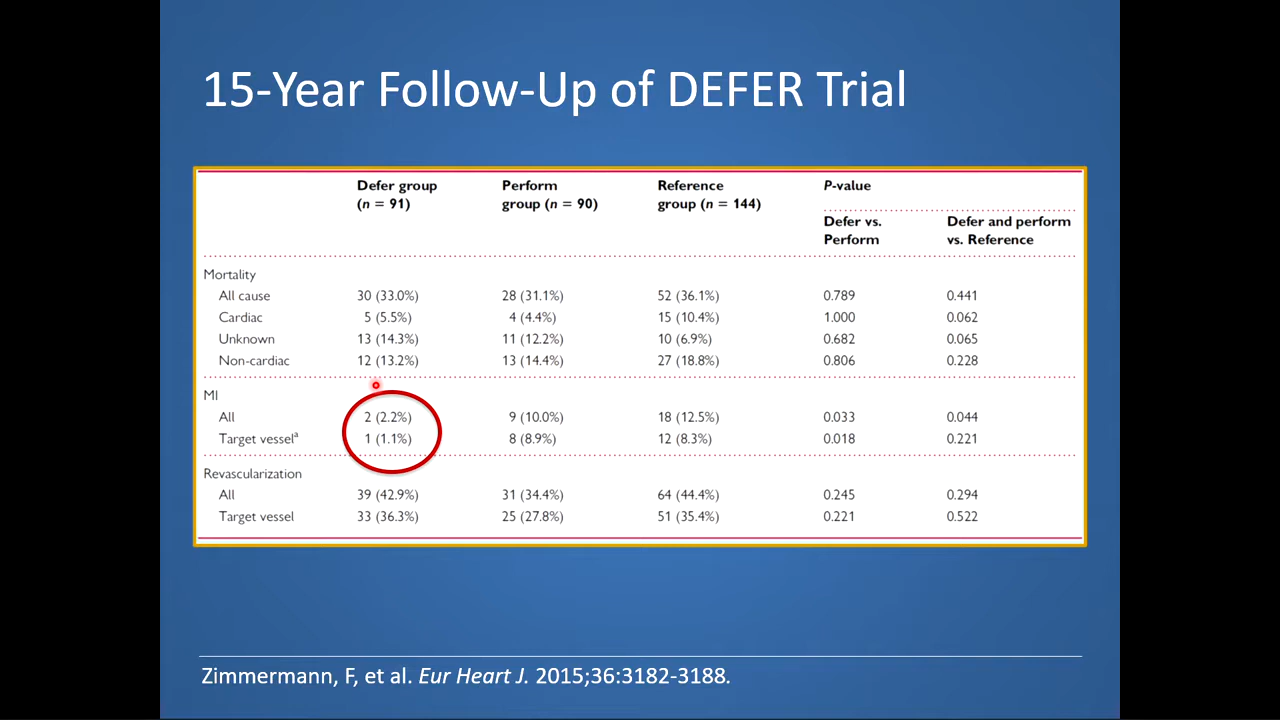 15-Year Follow-Up of DEFER Trial
Defer group (n = 91) Perform group (n = 90) Reference group (n = 144) P-value
Defer vs. Perform Defer and perform vs. Reference
Mortality
All cause 30 (33.0%) 28 (31.1%) 52 (36.1%) 0.789 0.441
Cardiac 5 (5.5%) 4 (4.4%) 15 (10.4%) 1.000 0.062
Unknown 13 (14.3%) 11 (12.2%) 10 (6.9%) 0.682 0.065
Non-cardiac 12 (13.2%) 13 (14.4%) 27 (18.8%) 0.806 0.228
MI
All 2 (2.2%) 9 (10.0%) 18 (12.5%) 0.033 0.044
Target vesselᵃ 1 (1.1%) 8 (8.9%) 12 (8.3%) 0.018 0.221
Revascularization
All 39 (42.9%) 31 (34.4%) 64 (44.4%) 0.245 0.294
Target vessel 33 (36.3%) 25 (27.8%) 51 (35.4%) 0.221 0.522
Zimmermann, F, et al. Eur Heart J. 2015;36:3182-3188.